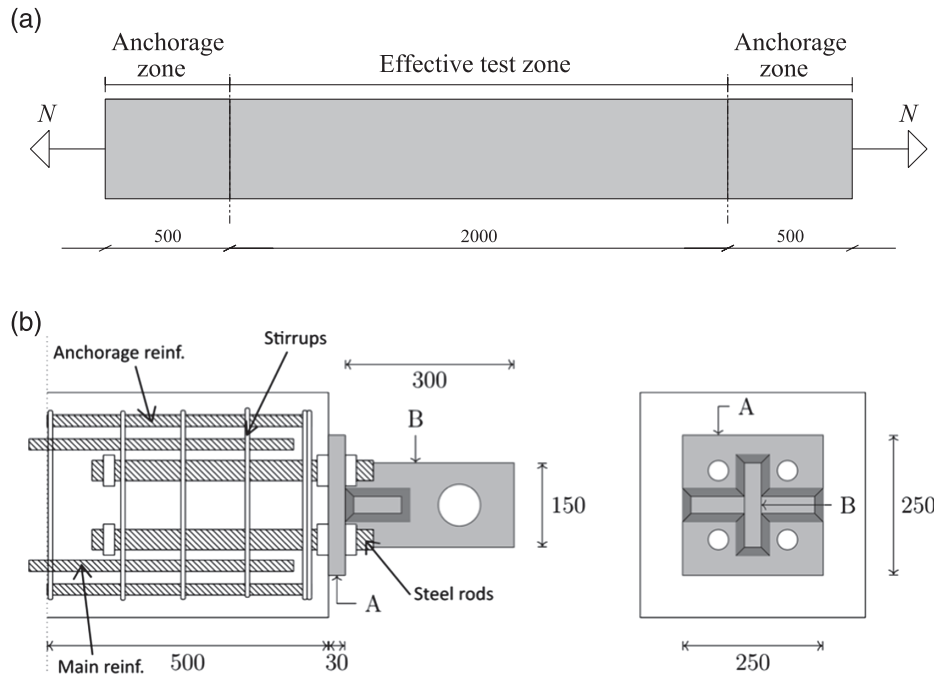 (a)
Anchorage
zone
Effective test zone
Anchorage
zone
N
N
500
2000
500
(b)
Anchorage reinf.
Stirrups
300
B
A
150
B
250
Steel rods
A
Main reinf.
500
30
250